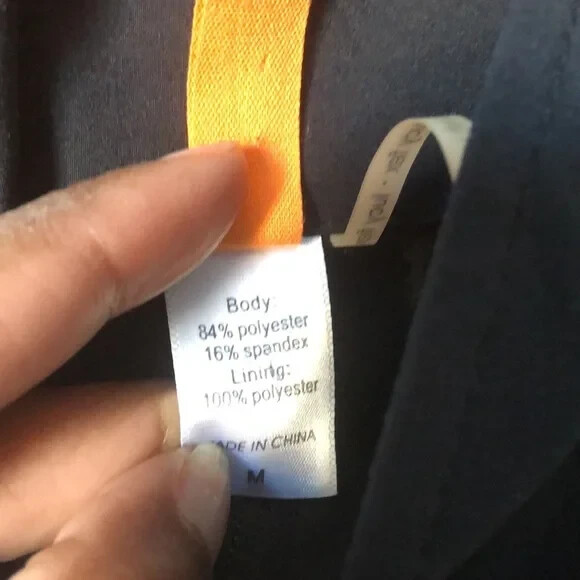 Body:
84% polyester
16% spandex
Lining:
100% polyester
MADE IN CHINA
M